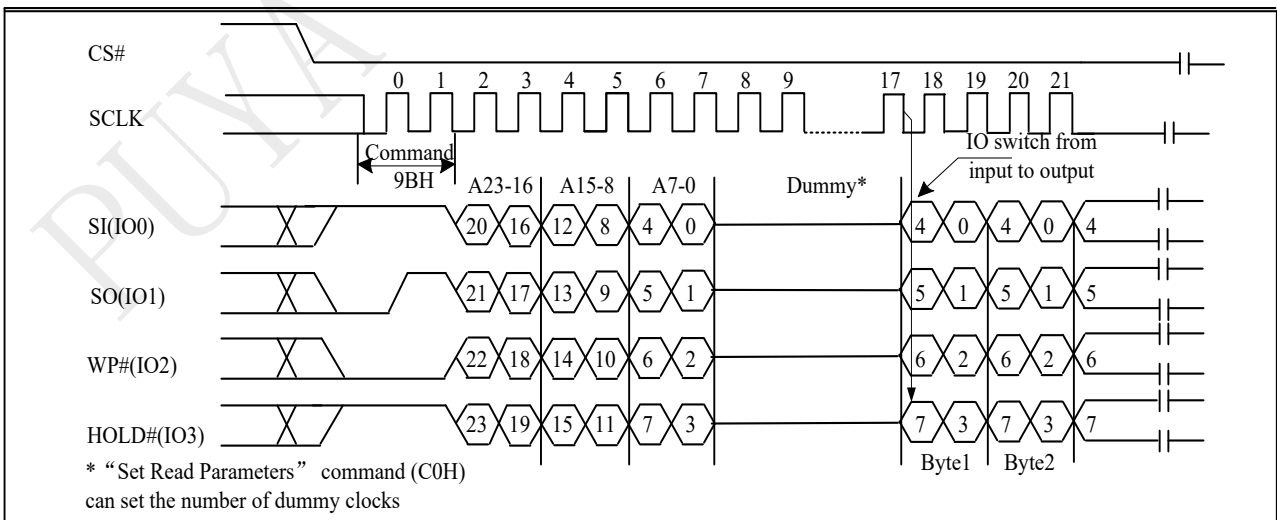 PUYA
CS#
0 1 2 3 4 5 6 7 8 9 17 18 19 20 21
SCLK
Command
9BH
IO switch from
input to output
A23-16 A15-8 A7-0 Dummy*
SI(IO0) 20 16 12 8 4 0 4 0 4 0 4
SO(IO1) 21 17 13 9 5 1 5 1 5 1 5
WP#(IO2) 22 18 14 10 6 2 6 2 6 2 6
HOLD#(IO3) 23 19 15 11 7 3 7 3 7 3 7
Byte1 Byte2
* “Set Read Parameters” command (C0H)
can set the number of dummy clocks